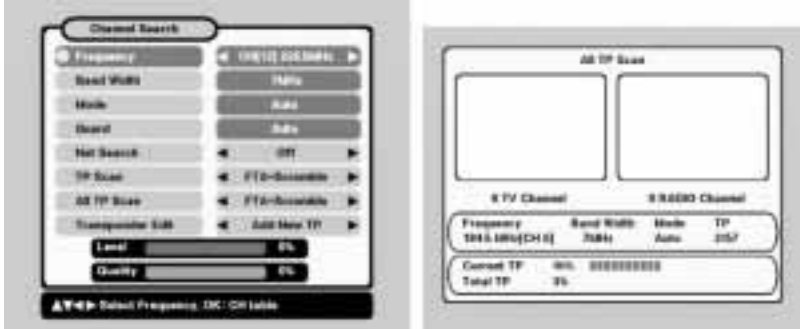 Channel Search
Frequency
Band Width 7MHz
Mode Auto
Guard Auto
Net Search Off
TP Scan FTA+Scramble
All TP Scan FTA+Scramble
Transponder Edit Add New TP
Level 0%
Quality 0%
Select Frequency, OK: CH table
All TP Scan
0 TV Channel 0 RADIO Channel
Frequency Band Width Mode TP
7MHz Auto
Current TP
Total TP